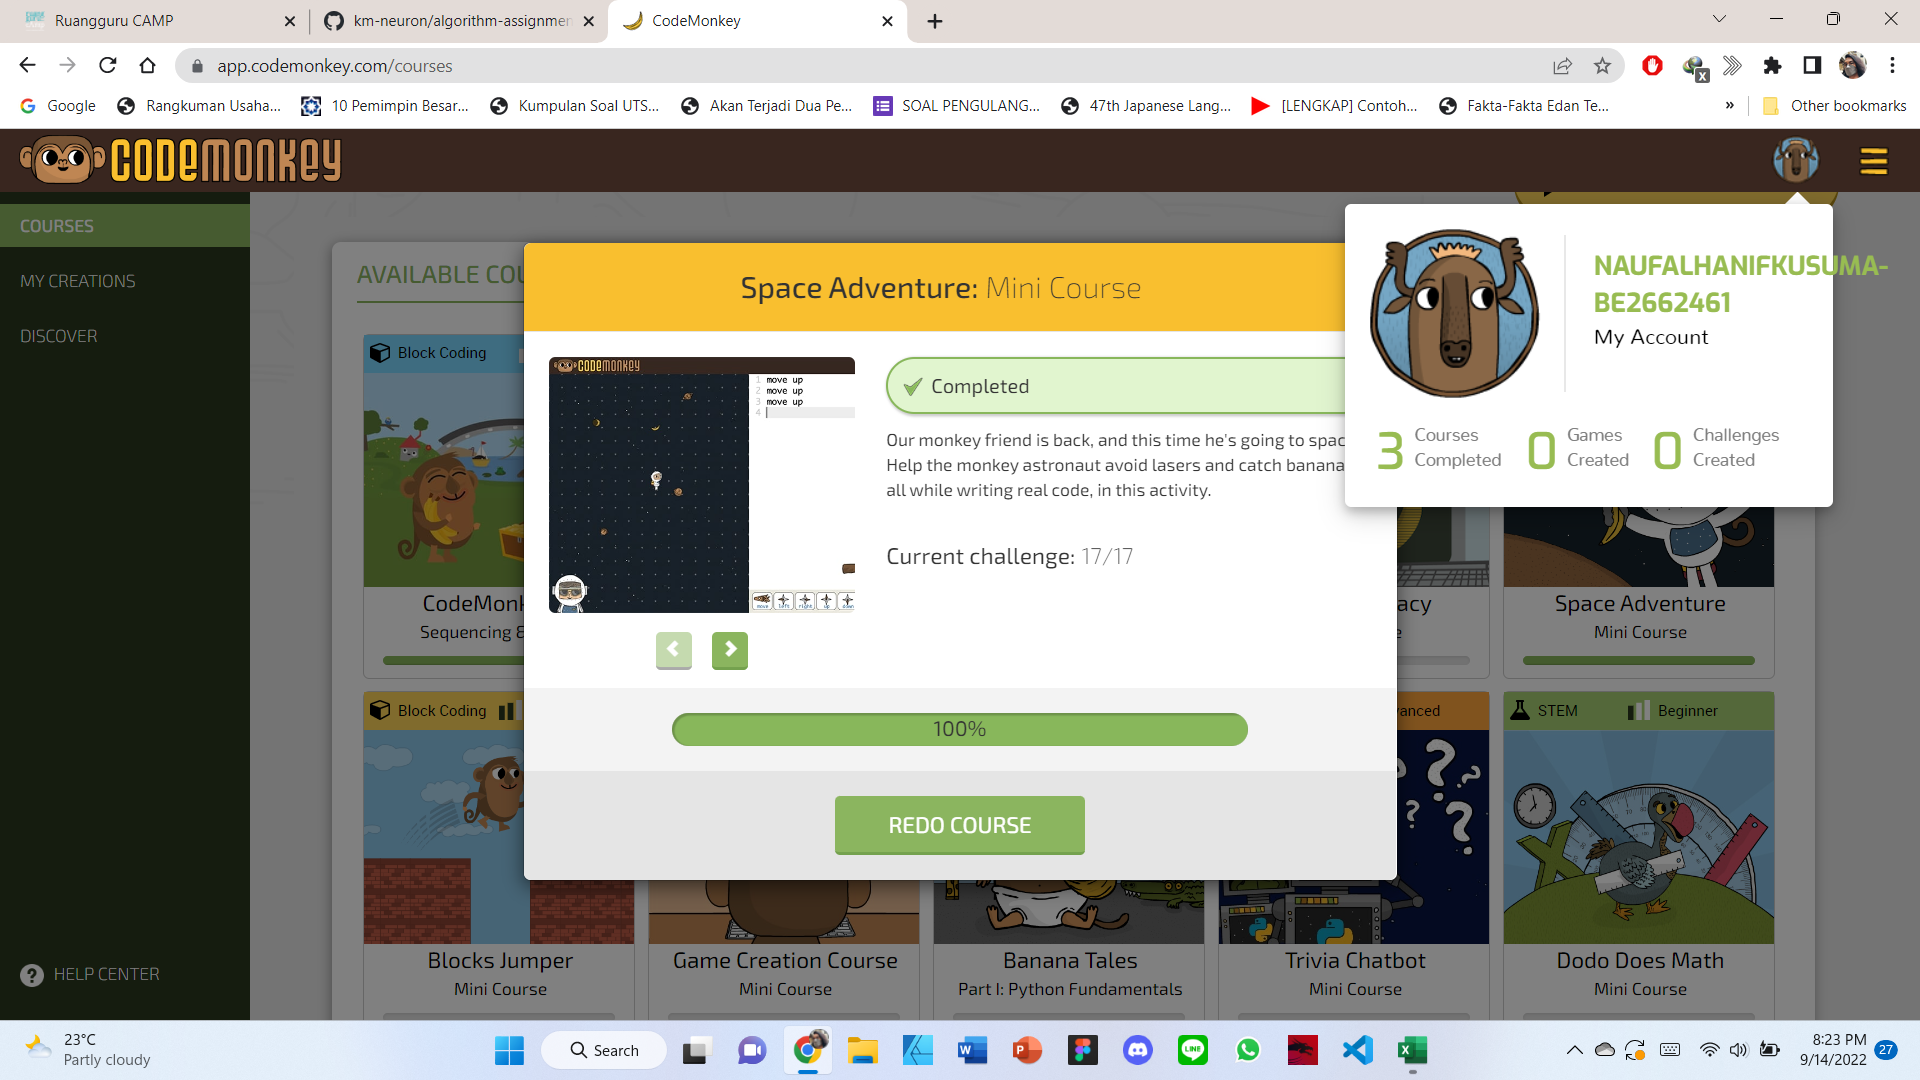 Ruangguru CAMP
km-neuron/algorithm-assignmen
CodeMonkey
app.codemonkey.com/courses
Google
Rangkuman Usaha...
10 Pemimpin Besar...
Kumpulan Soal UTS...
Akan Terjadi Dua Pe...
SOAL PENGULANG...
47th Japanese Lang...
[LENGKAP] Contoh...
Fakta-Fakta Edan Te...
»
Other bookmarks
CODEMONKEY
COURSES
MY CREATIONS
DISCOVER
HELP CENTER
AVAILABLE COU
Space Adventure: Mini Course
CODEMONKEY
1 move up
2 move up
3 move up
4
move left right up down
Completed
Our monkey friend is back, and this time he's going to spac
Help the monkey astronaut avoid lasers and catch banana
all while writing real code, in this activity.
Current challenge: 17/17
100%
REDO COURSE
NAUFALHANIFKUSUMA-
BE2662461
My Account
3 Courses Completed
0 Games Created
0 Challenges Created
Block Coding
CodeMonk
Sequencing &
acy
Space Adventure
Mini Course
Block Coding
anced
STEM
Beginner
Blocks Jumper
Mini Course
Game Creation Course
Mini Course
Banana Tales
Part I: Python Fundamentals
Trivia Chatbot
Mini Course
Dodo Does Math
Mini Course
23°C
Partly cloudy
Search
8:23 PM
9/14/2022
27